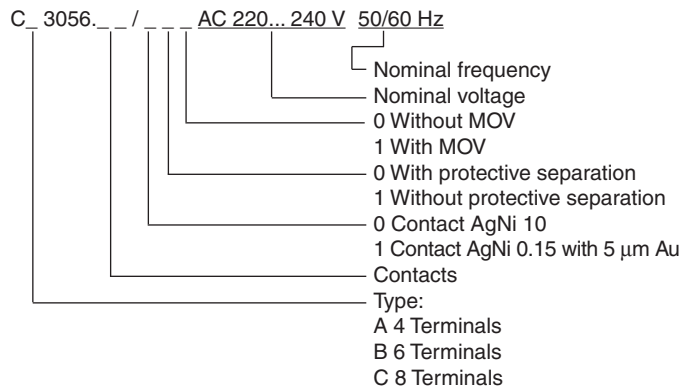 C_ 3056._ _ / _ _ _ AC 220... 240 V 50/60 Hz
Nominal frequency
Nominal voltage
0 Without MOV
1 With MOV
0 With protective separation
1 Without protective separation
0 Contact AgNi 10
1 Contact AgNi 0.15 with 5 μm Au
Contacts
Type:
A 4 Terminals
B 6 Terminals
C 8 Terminals